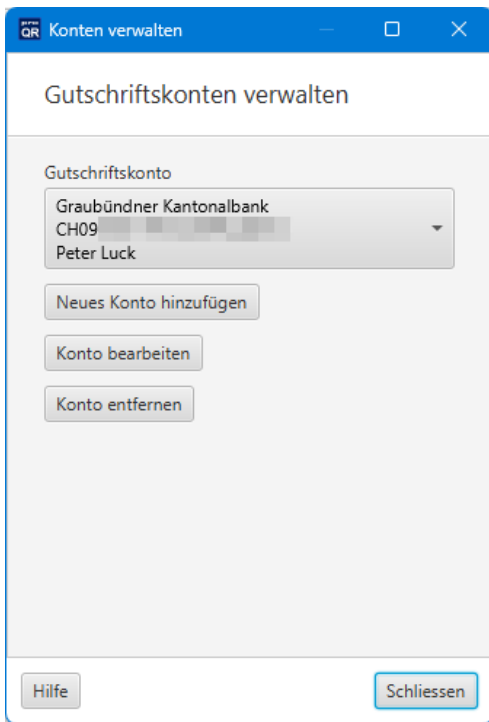 QR Konten verwalten
Gutschriftskonten verwalten
Gutschriftskonto
Graubündner Kantonalbank
CH09
Peter Luck
Neues Konto hinzufügen
Konto bearbeiten
Konto entfernen
Hilfe
Schliessen